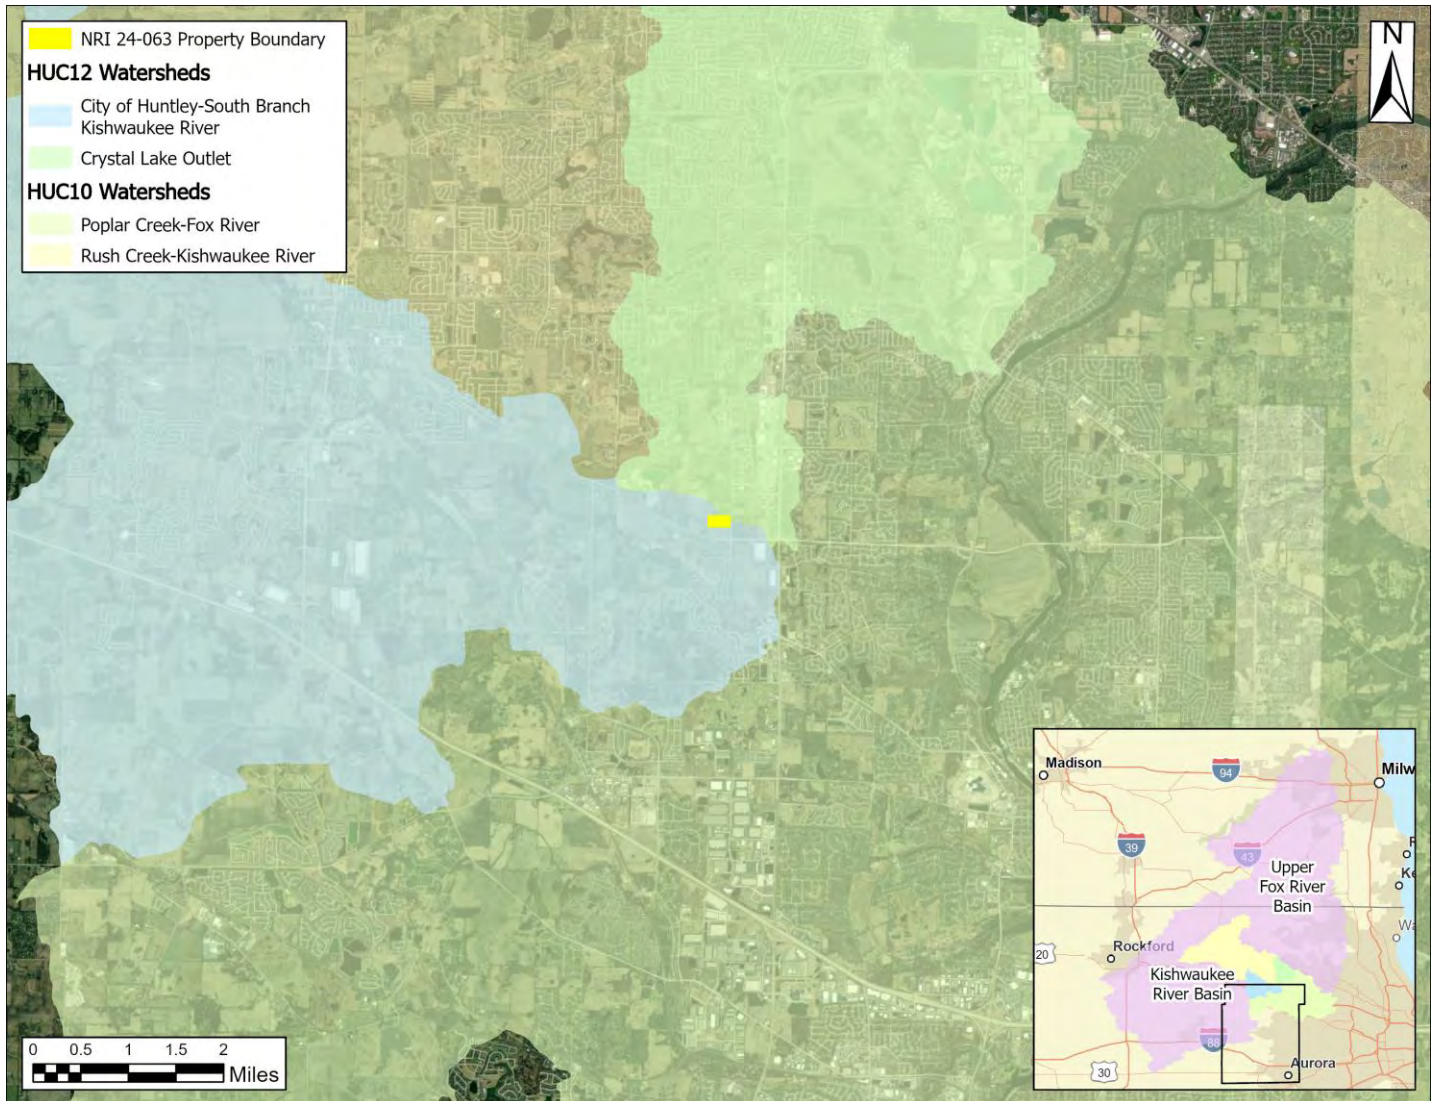 NRI 24-063 Property Boundary
HUC12 Watersheds
City of Huntley-South Branch
Kishwaukee River
Crystal Lake Outlet
HUC10 Watersheds
Poplar Creek-Fox River
Rush Creek-Kishwaukee River
N
0 0.5 1 1.5 2
Miles
Madison
94
Milw
39
43
Upper
Fox River
Basin
Ke
Wa
Rockford
20
Kishwaukee
River Basin
88
Aurora
30